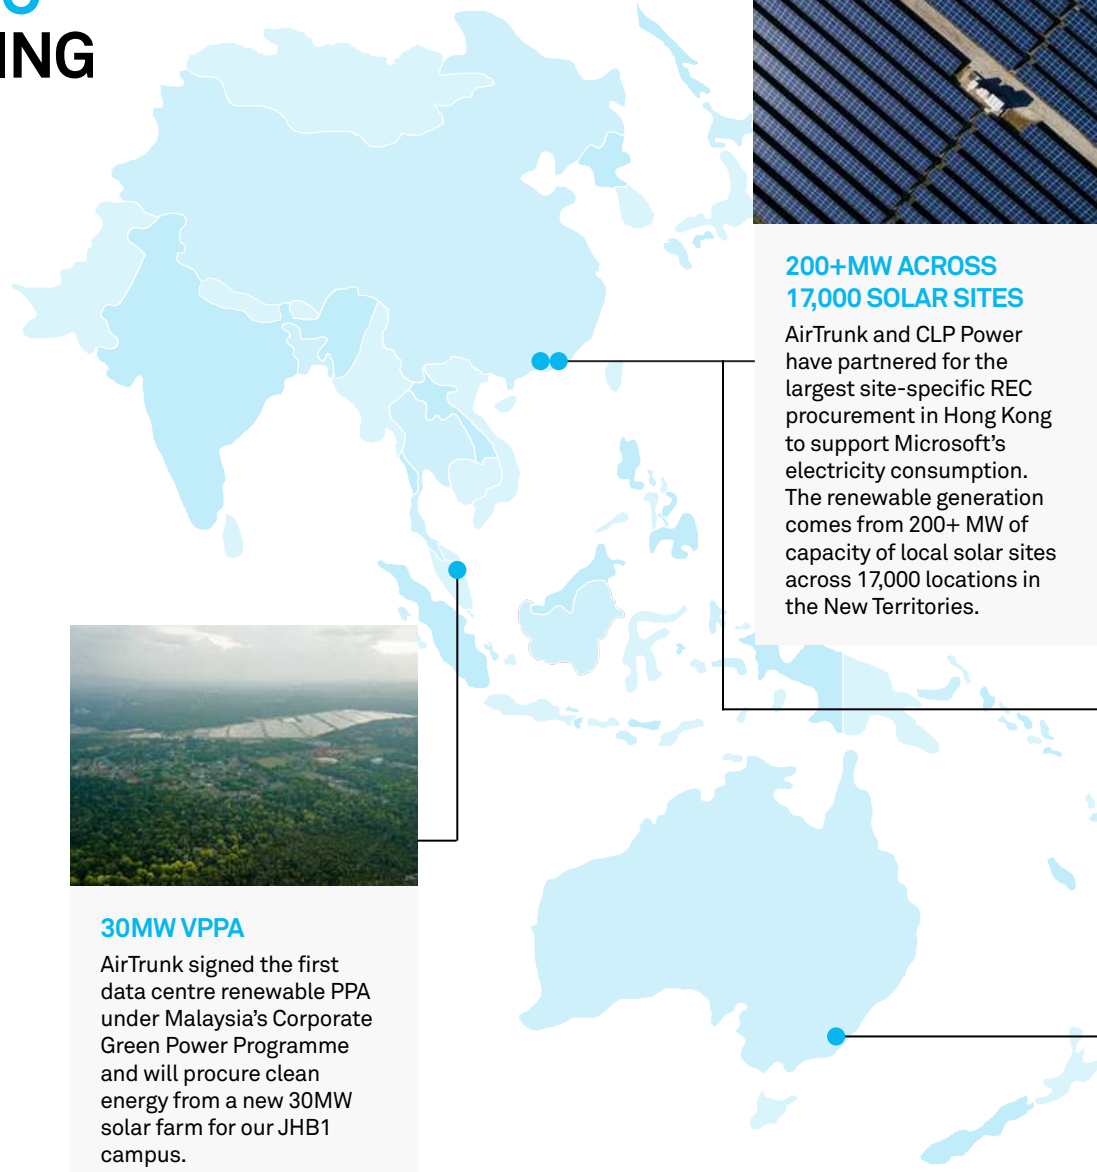 200+MW ACROSS
17,000 SOLAR SITES
AirTrunk and CLP Power
have partnered for the
largest site-specific REC
procurement in Hong Kong
to support Microsoft’s
electricity consumption.
The renewable generation
comes from 200+ MW of
capacity of local solar sites
across 17,000 locations in
the New Territories.
30MW VPPA
AirTrunk signed the first
data centre renewable PPA
under Malaysia’s Corporate
Green Power Programme
and will procure clean
energy from a new 30MW
solar farm for our JHB1
campus.